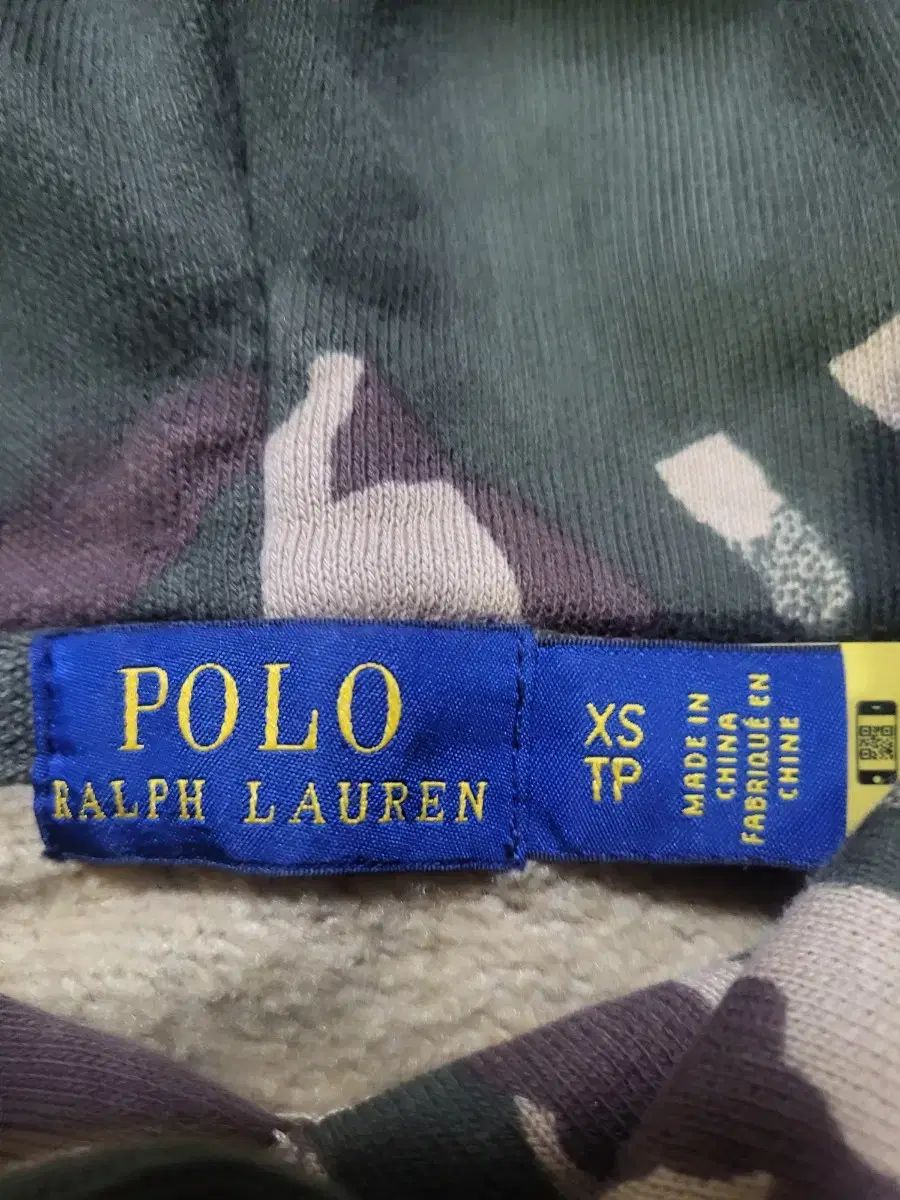 POLO
RALPH LAUREN
XS
TP
MADE IN
CHINA
FABRIQUÉ EN
CHINE